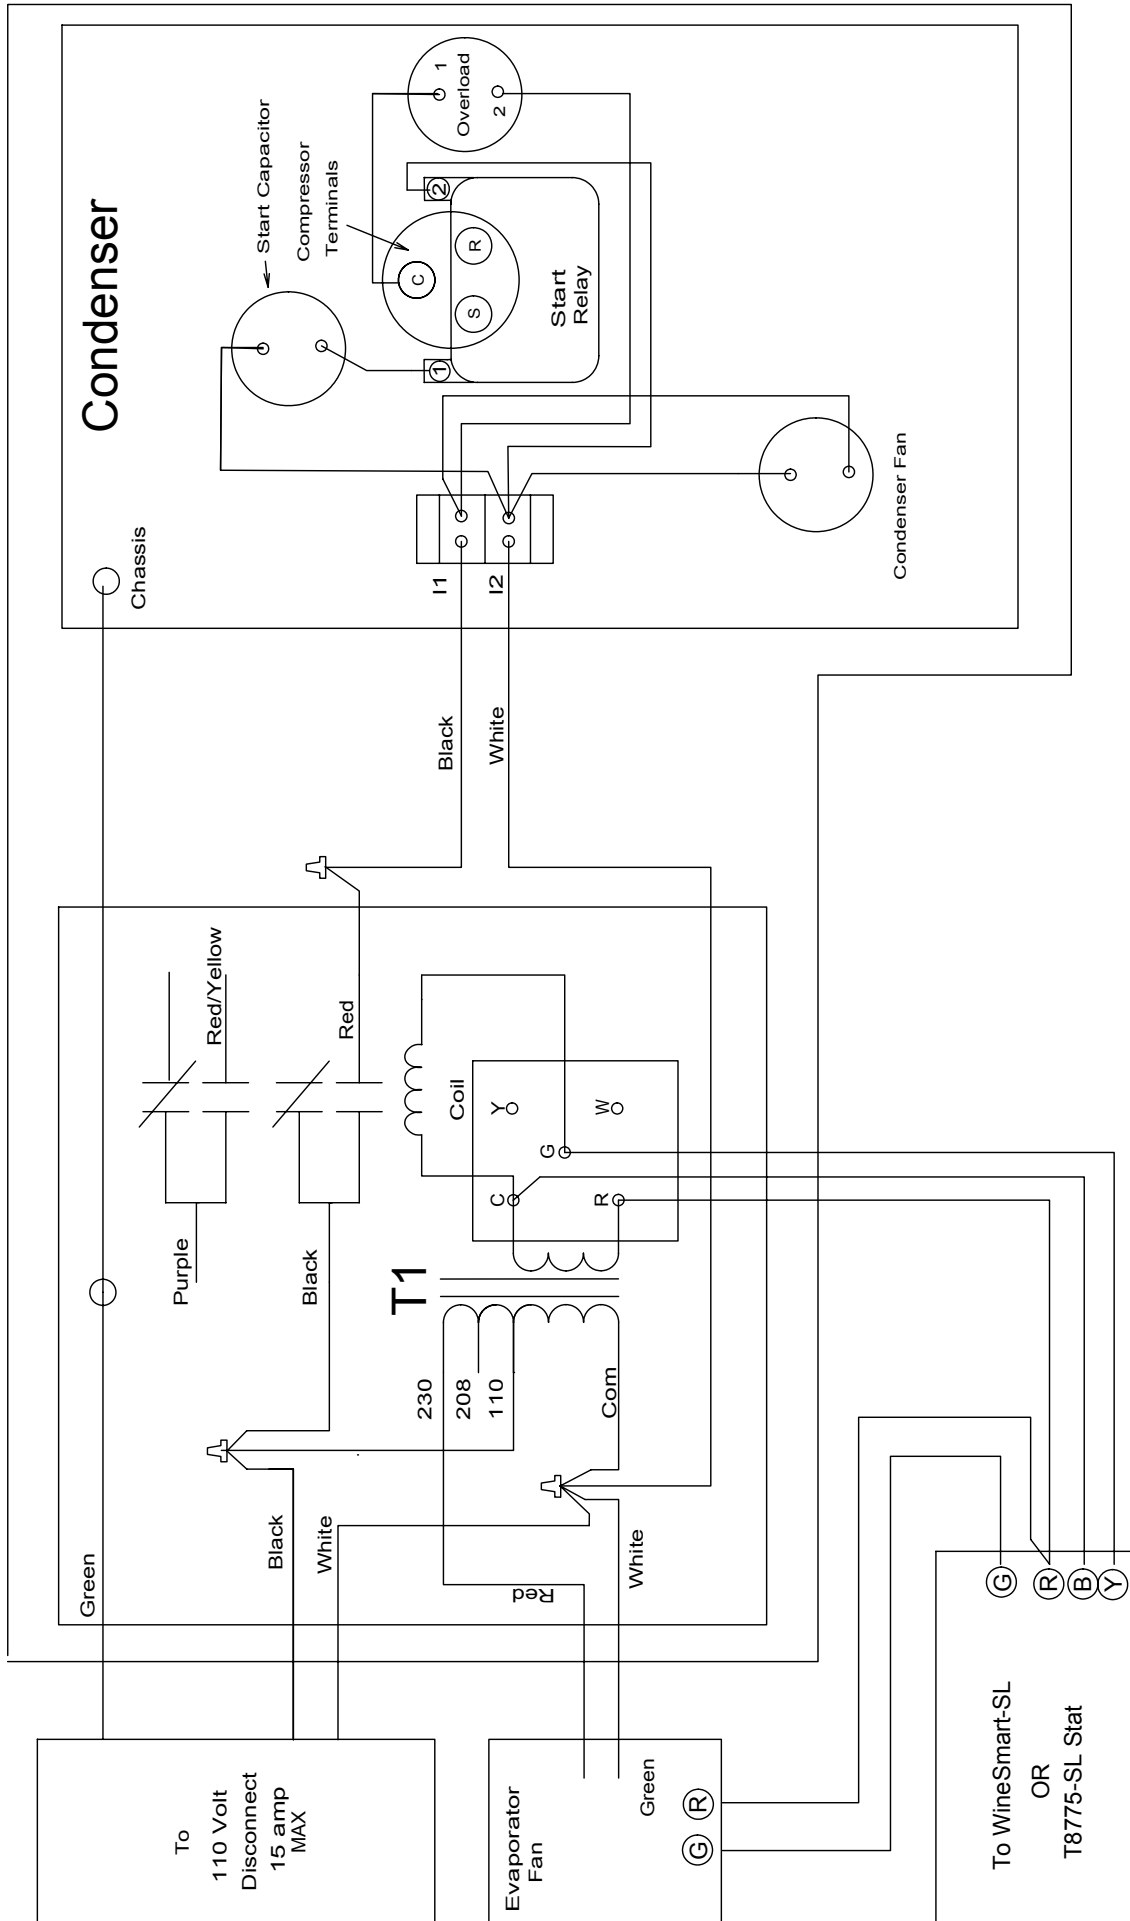 Condenser
Start Capacitor
Compressor
Terminals
Overload
1
2
C
R
S
1
2
Start
Relay
Chassis
I1
I2
Condenser Fan
Black
White
Red/Yellow
Red
Purple
Black
Coil
Y
W
G
C
R
T1
230
208
110
Com
Green
Black
White
Red
White
To
110 Volt
Disconnect
15 amp
MAX
Evaporator
Fan
Green
G
R
G
R
B
Y
To WineSmart-SL
OR
T8775-SL Stat